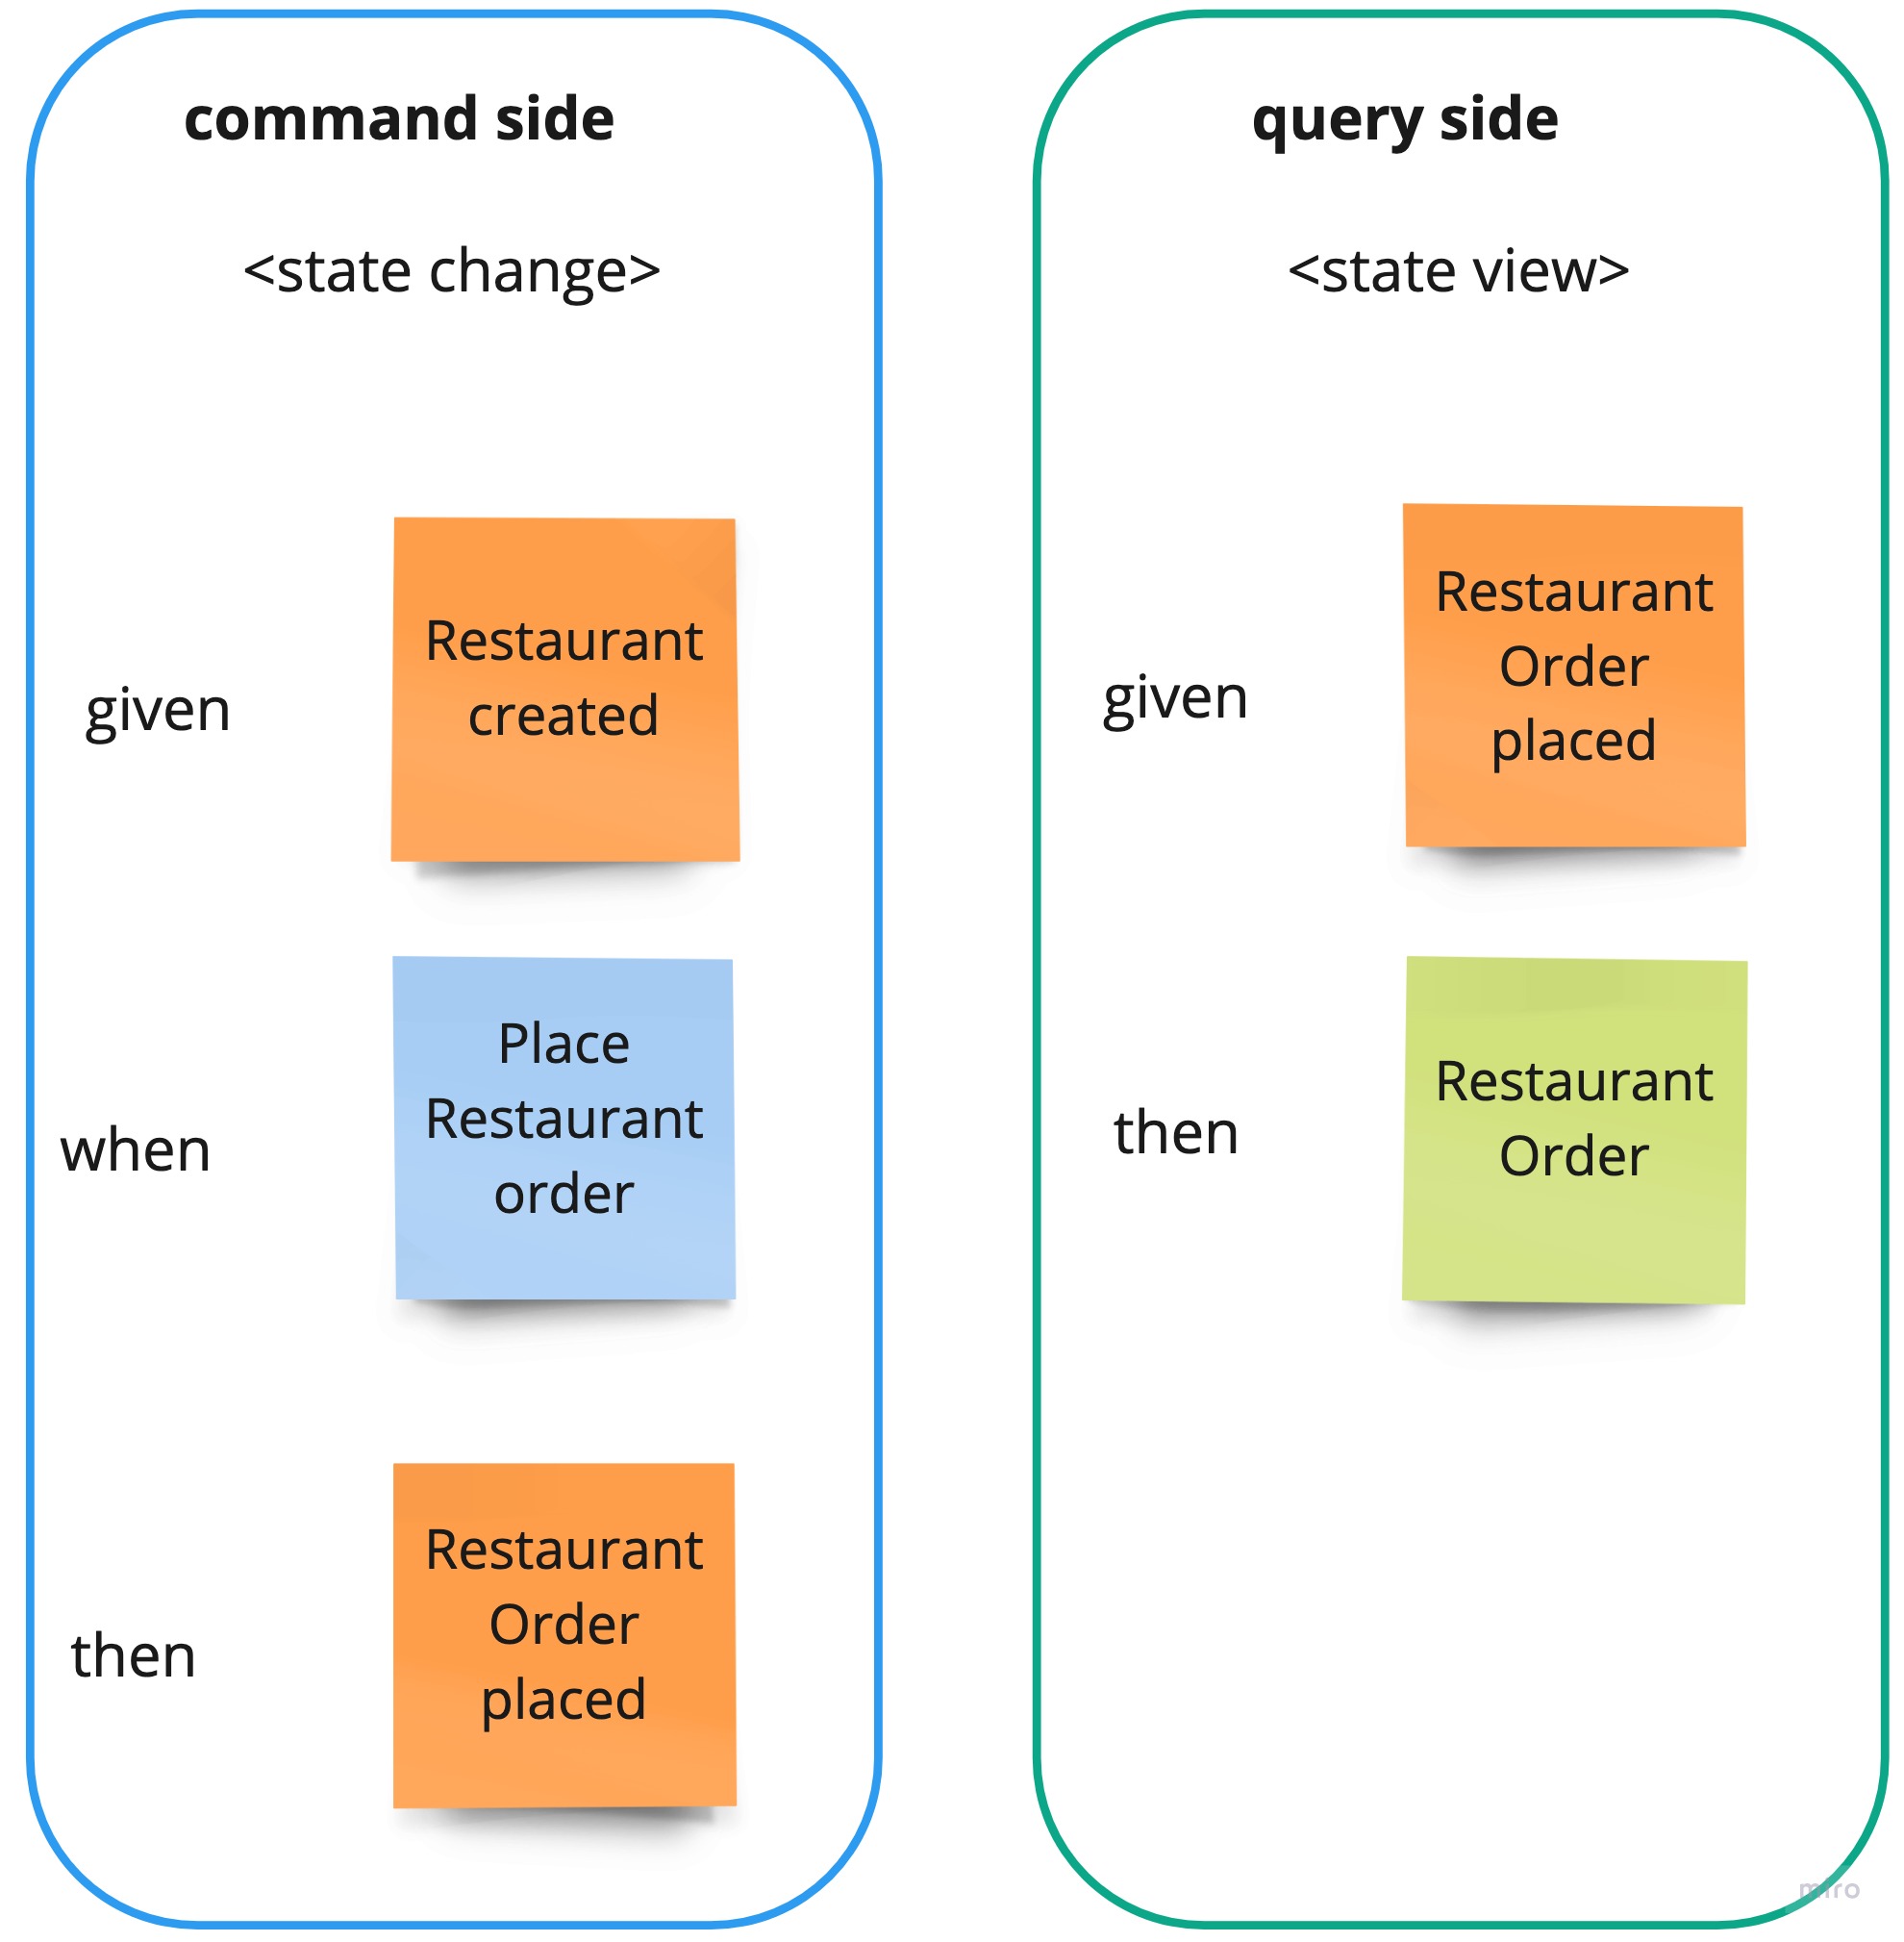 command side
<state change>
given
Restaurant
created
when
Place
Restaurant
order
then
Restaurant
Order
placed
query side
<state view>
given
Restaurant
Order
placed
then
Restaurant
Order
miro